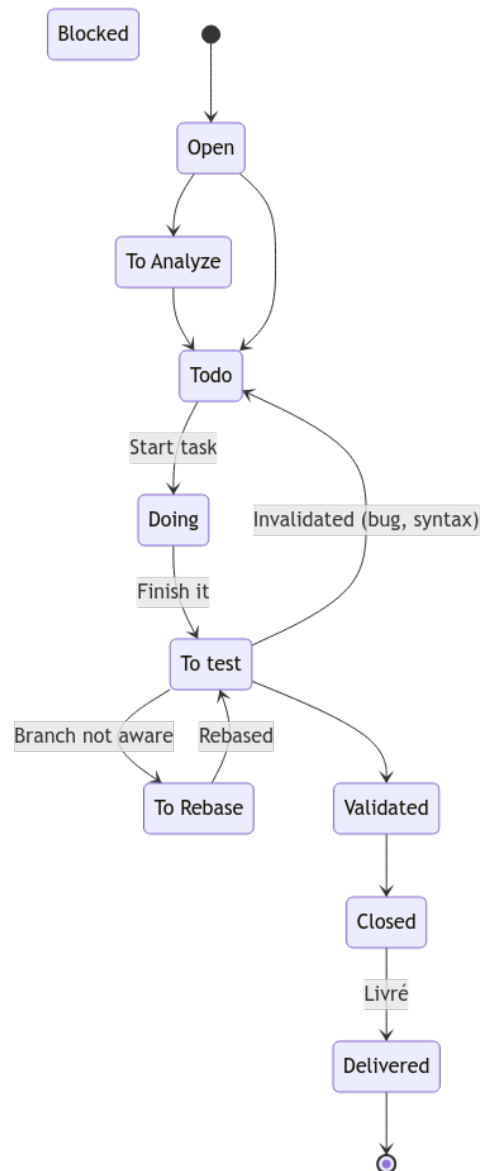 Blocked
Open
To Analyze
Todo
Start task
Doing
Invalidated (bug, syntax)
Finish it
To test
Branch not aware
Rebased
To Rebase
Validated
Closed
Livré
Delivered